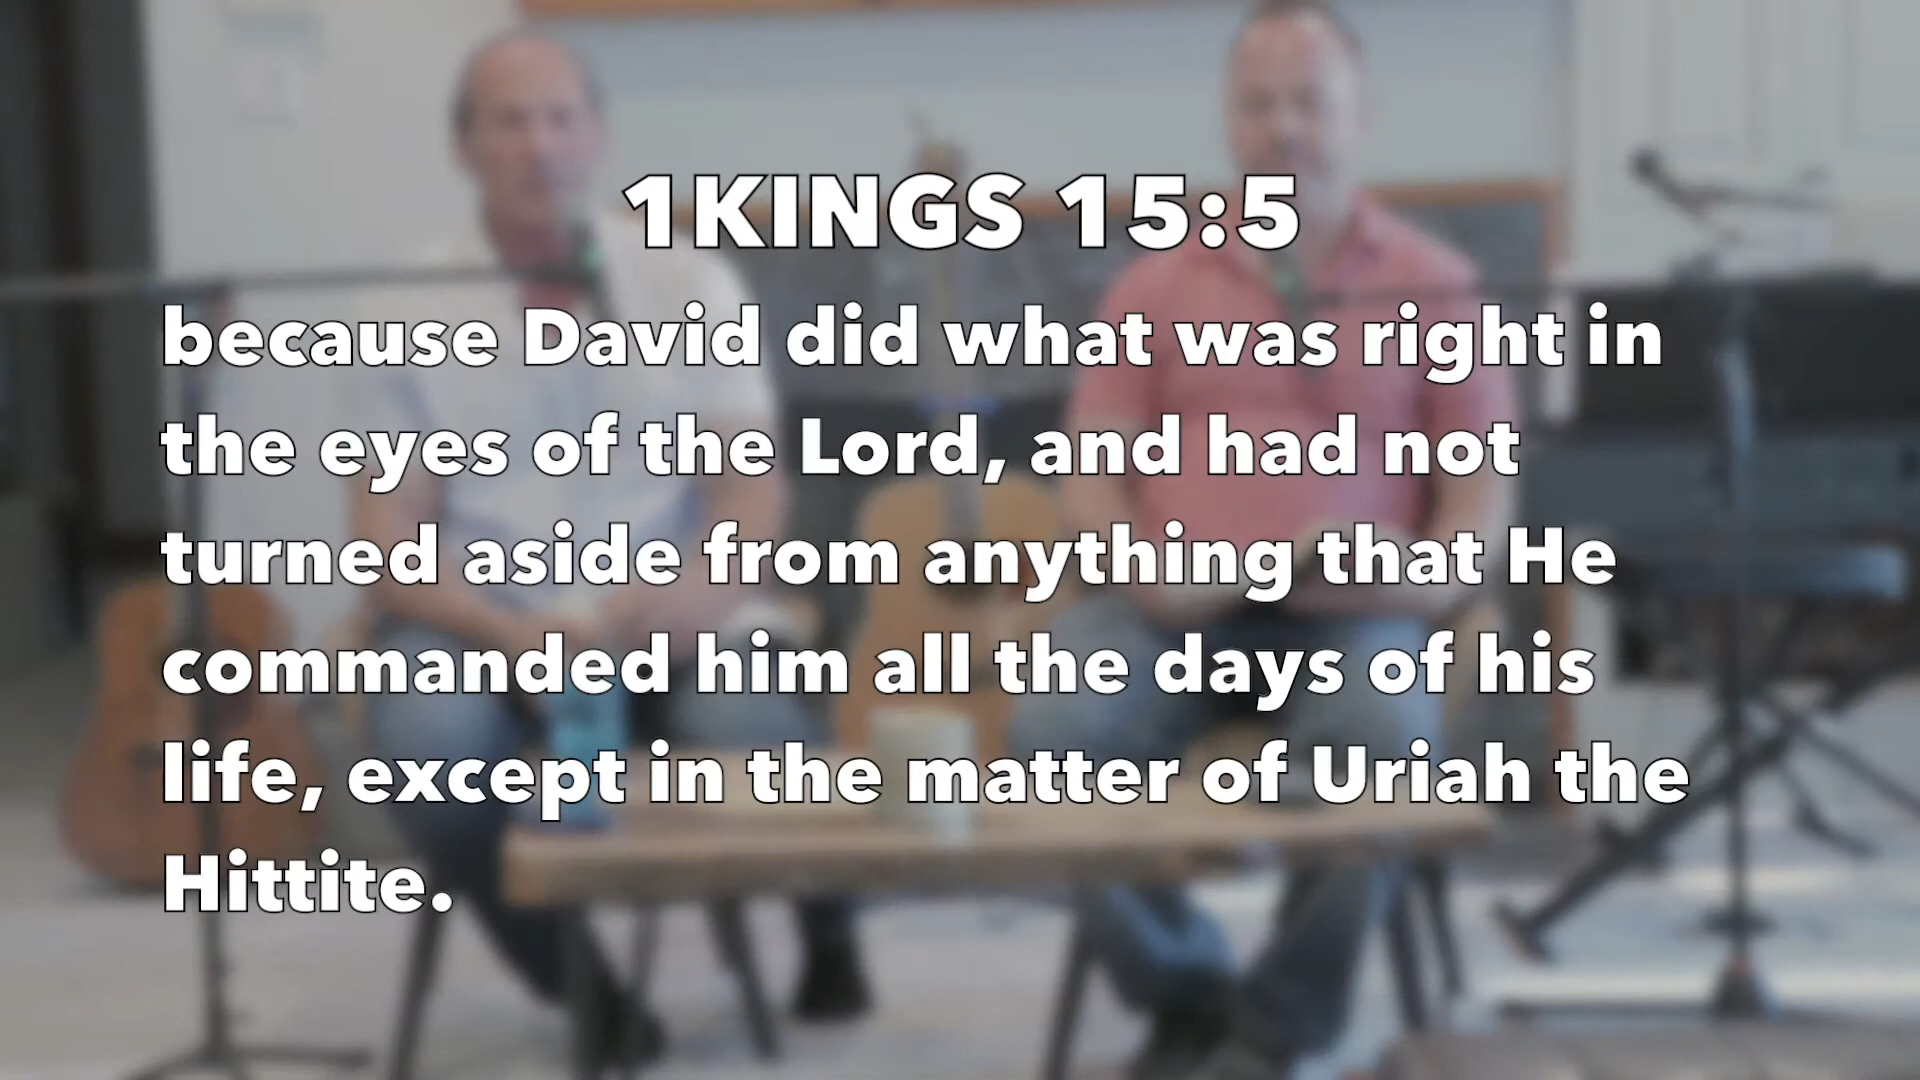 1KINGS 15:5
because David did what was right in
the eyes of the Lord, and had not
turned aside from anything that He
commanded him all the days of his
life, except in the matter of Uriah the
Hittite.